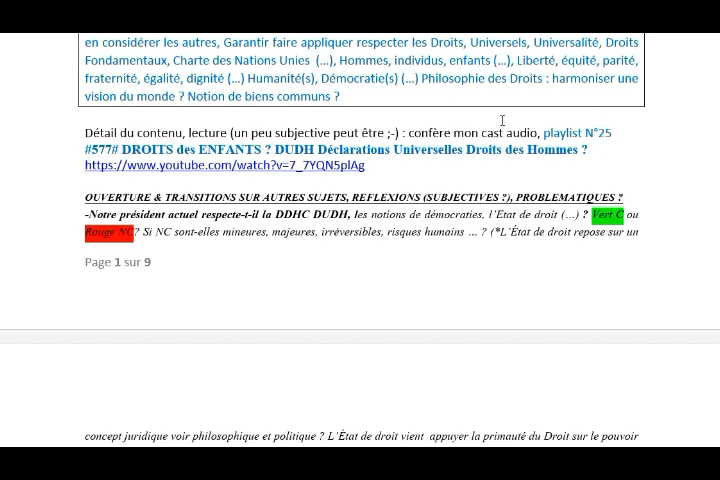 en considérer les autres, Garantir faire appliquer respecter les Droits, Universels, Universalité, Droits
Fondamentaux, Charte des Nations Unies (...), Hommes, individus, enfants (...), Liberté, équité, parité,
fraternité, égalité, dignité (...) Humanité(s), Démocratie(s) (...) Philosophie des Droits : harmoniser une
vision du monde ? Notion de biens communs ?
Détail du contenu, lecture (un peu subjective peut être ;-) : confère mon cast audio, playlist N°25
#577# DROITS des ENFANTS ? DUDH Déclarations Universelles Droits des Hommes ?
https://www.youtube.com/watch?v=7_7YQN5plAg
OUVERTURE & TRANSITIONS SUR AUTRES SUJETS, REFLEXIONS (SUBJECTIVES ?), PROBLEMATIQUES ?
-Notre président actuel respecte-t-il la DDHC DUDH, les notions de démocraties, l'Etat de droit (...) ? Vert C ou
Rouge NC? Si NC sont-elles mineures, majeures, irréversibles, risques humains ... ? (*L'État de droit repose sur un
Page 1 sur 9
concept juridique voir philosophique et politique ? L'État de droit vient appuyer la primauté du Droit sur le pouvoir